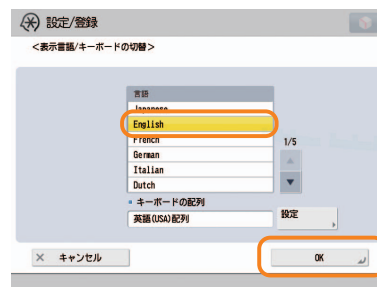 設定/登録
<表示言語/キーボードの切替>
言語
Japanese
English
French
German
Italian
Dutch
1/5
キーボードの配列
英語(USA)配列
設定
キャンセル
OK